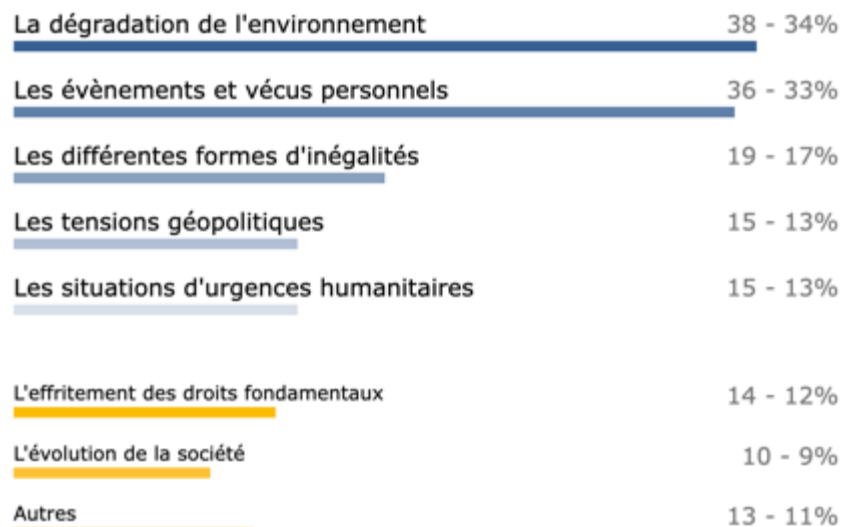 La dégradation de l'environnement 38 - 34%
Les évènements et vécus personnels 36 - 33%
Les différentes formes d'inégalités 19 - 17%
Les tensions géopolitiques 15 - 13%
Les situations d'urgences humanitaires 15 - 13%
L'effritement des droits fondamentaux 14 - 12%
L'évolution de la société 10 - 9%
Autres 13 - 11%